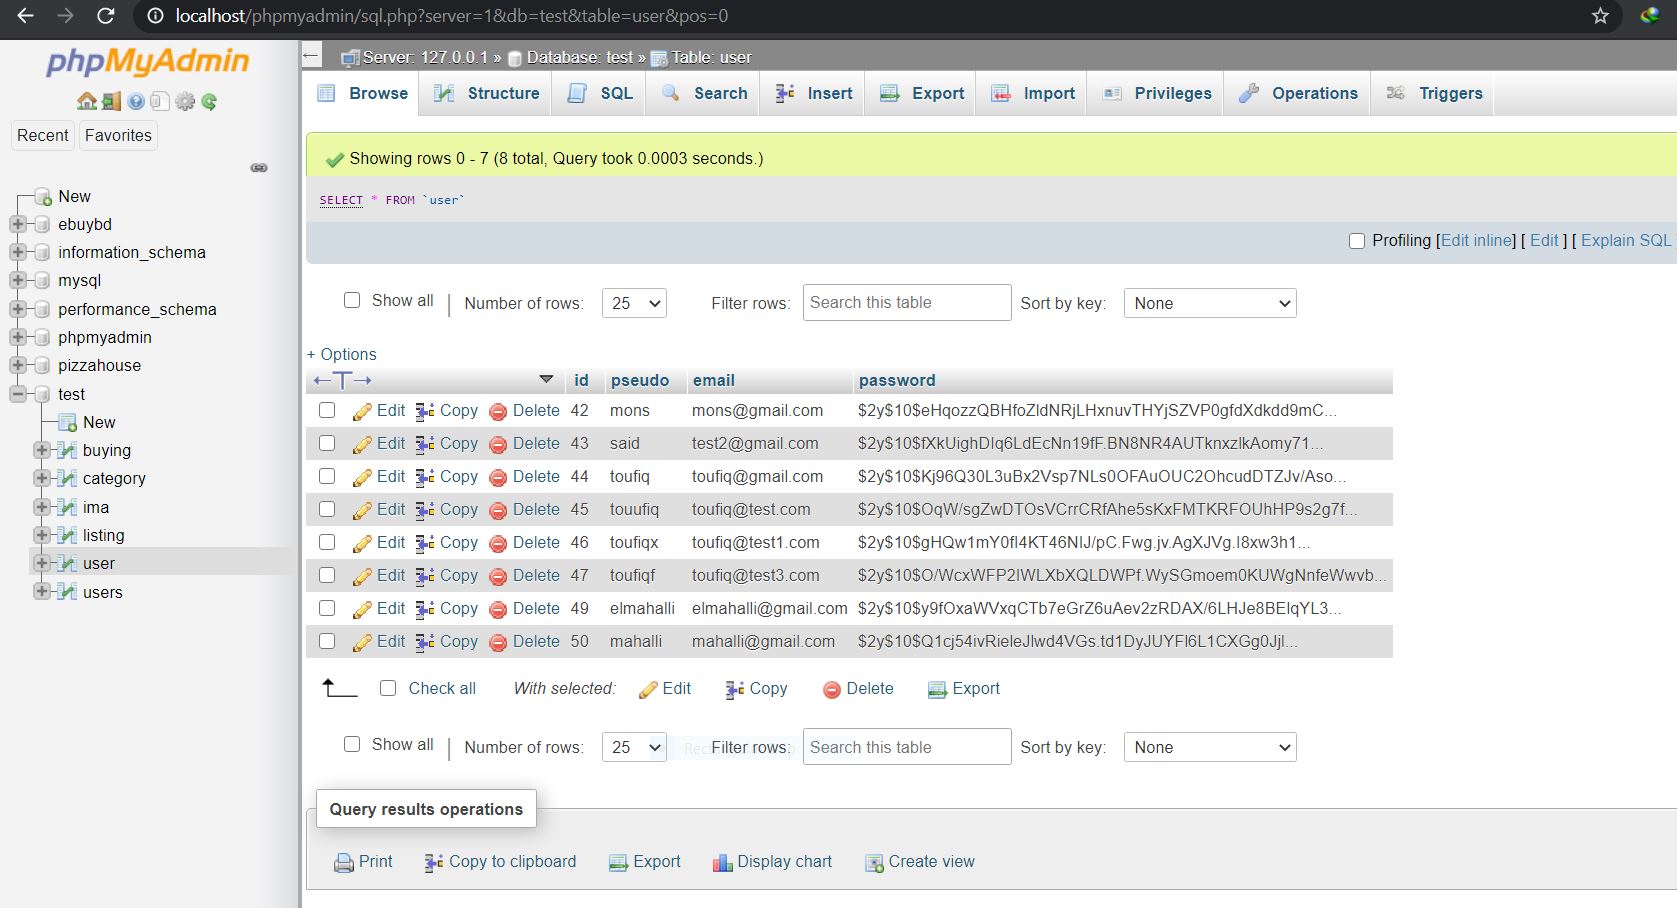 localhost/phpmyadmin/sql.php?server=1&db=test&table=user&pos=0
phpMyAdmin
Recent Favorites
New
ebuybd
information_schema
mysql
performance_schema
phpmyadmin
pizzahouse
test
New
buying
category
ima
listing
user
users
Server: 127.0.0.1 » Database: test » Table: user
Browse Structure SQL Search Insert Export Import Privileges Operations Triggers
Showing rows 0 - 7 (8 total, Query took 0.0003 seconds.)
SELECT * FROM `user`
Profiling [Edit inline] [ Edit ] [ Explain SQL
Show all | Number of rows: 25 Filter rows: Search this table Sort by key: None
+ Options
←T→ id pseudo email password
Edit Copy Delete 42 mons mons@gmail.com $2y$10$eHqozzQBHfoZldNRjLHxnuvTHYjSZVP0gfdXdkdd9mC...
Edit Copy Delete 43 said test2@gmail.com $2y$10$fXkUighDIq6LdEcNn19fF.BN8NR4AUTknxzlkAomy71...
Edit Copy Delete 44 toufiq toufiq@gmail.com $2y$10$Kj96Q30L3uBx2Vsp7NLs0OFAuOUC2OhcudDTZJv/Aso...
Edit Copy Delete 45 touufiq toufiq@test.com $2y$10$OqW/sgZwDTOsVCrrCRfAhe5sKxFMTKRFOUhHP9s2g7f...
Edit Copy Delete 46 toufiqx toufiq@test1.com $2y$10$gHQw1mY0fl4KT46NIJ/pC.Fwg.jv.AgXJVg.I8xw3h1...
Edit Copy Delete 47 toufiqf toufiq@test3.com $2y$10$O/WcxWFP2IWLXbXQLDWPf.WySGmoem0KUWgNnfeWwvb...
Edit Copy Delete 49 elmahalli elmahalli@gmail.com $2y$10$y9fOxaWVxqCTb7eGrZ6uAev2zRDAX/6LHJe8BElqYL3...
Edit Copy Delete 50 mahalli mahalli@gmail.com $2y$10$Q1cj54ivRieleJlwd4VGs.td1DyJUYFl6L1CXGg0Jjl...
Check all With selected: Edit Copy Delete Export
Show all | Number of rows: 25 Filter rows: Search this table Sort by key: None
Query results operations
Print Copy to clipboard Export Display chart Create view